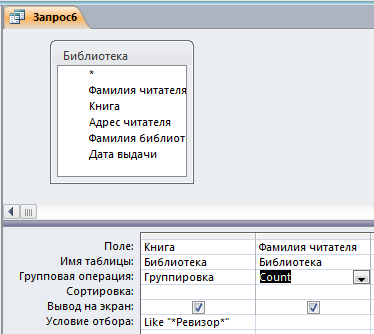 Запрос6
Библиотека
*
Фамилия читателя
Книга
Адрес читателя
Фамилия библиот
Дата выдачи
Поле: Книга Фамилия читателя
Имя таблицы: Библиотека Библиотека
Групповая операция: Группировка Count
Сортировка:
Вывод на экран:
Условие отбора: Like "*Ревизор*"